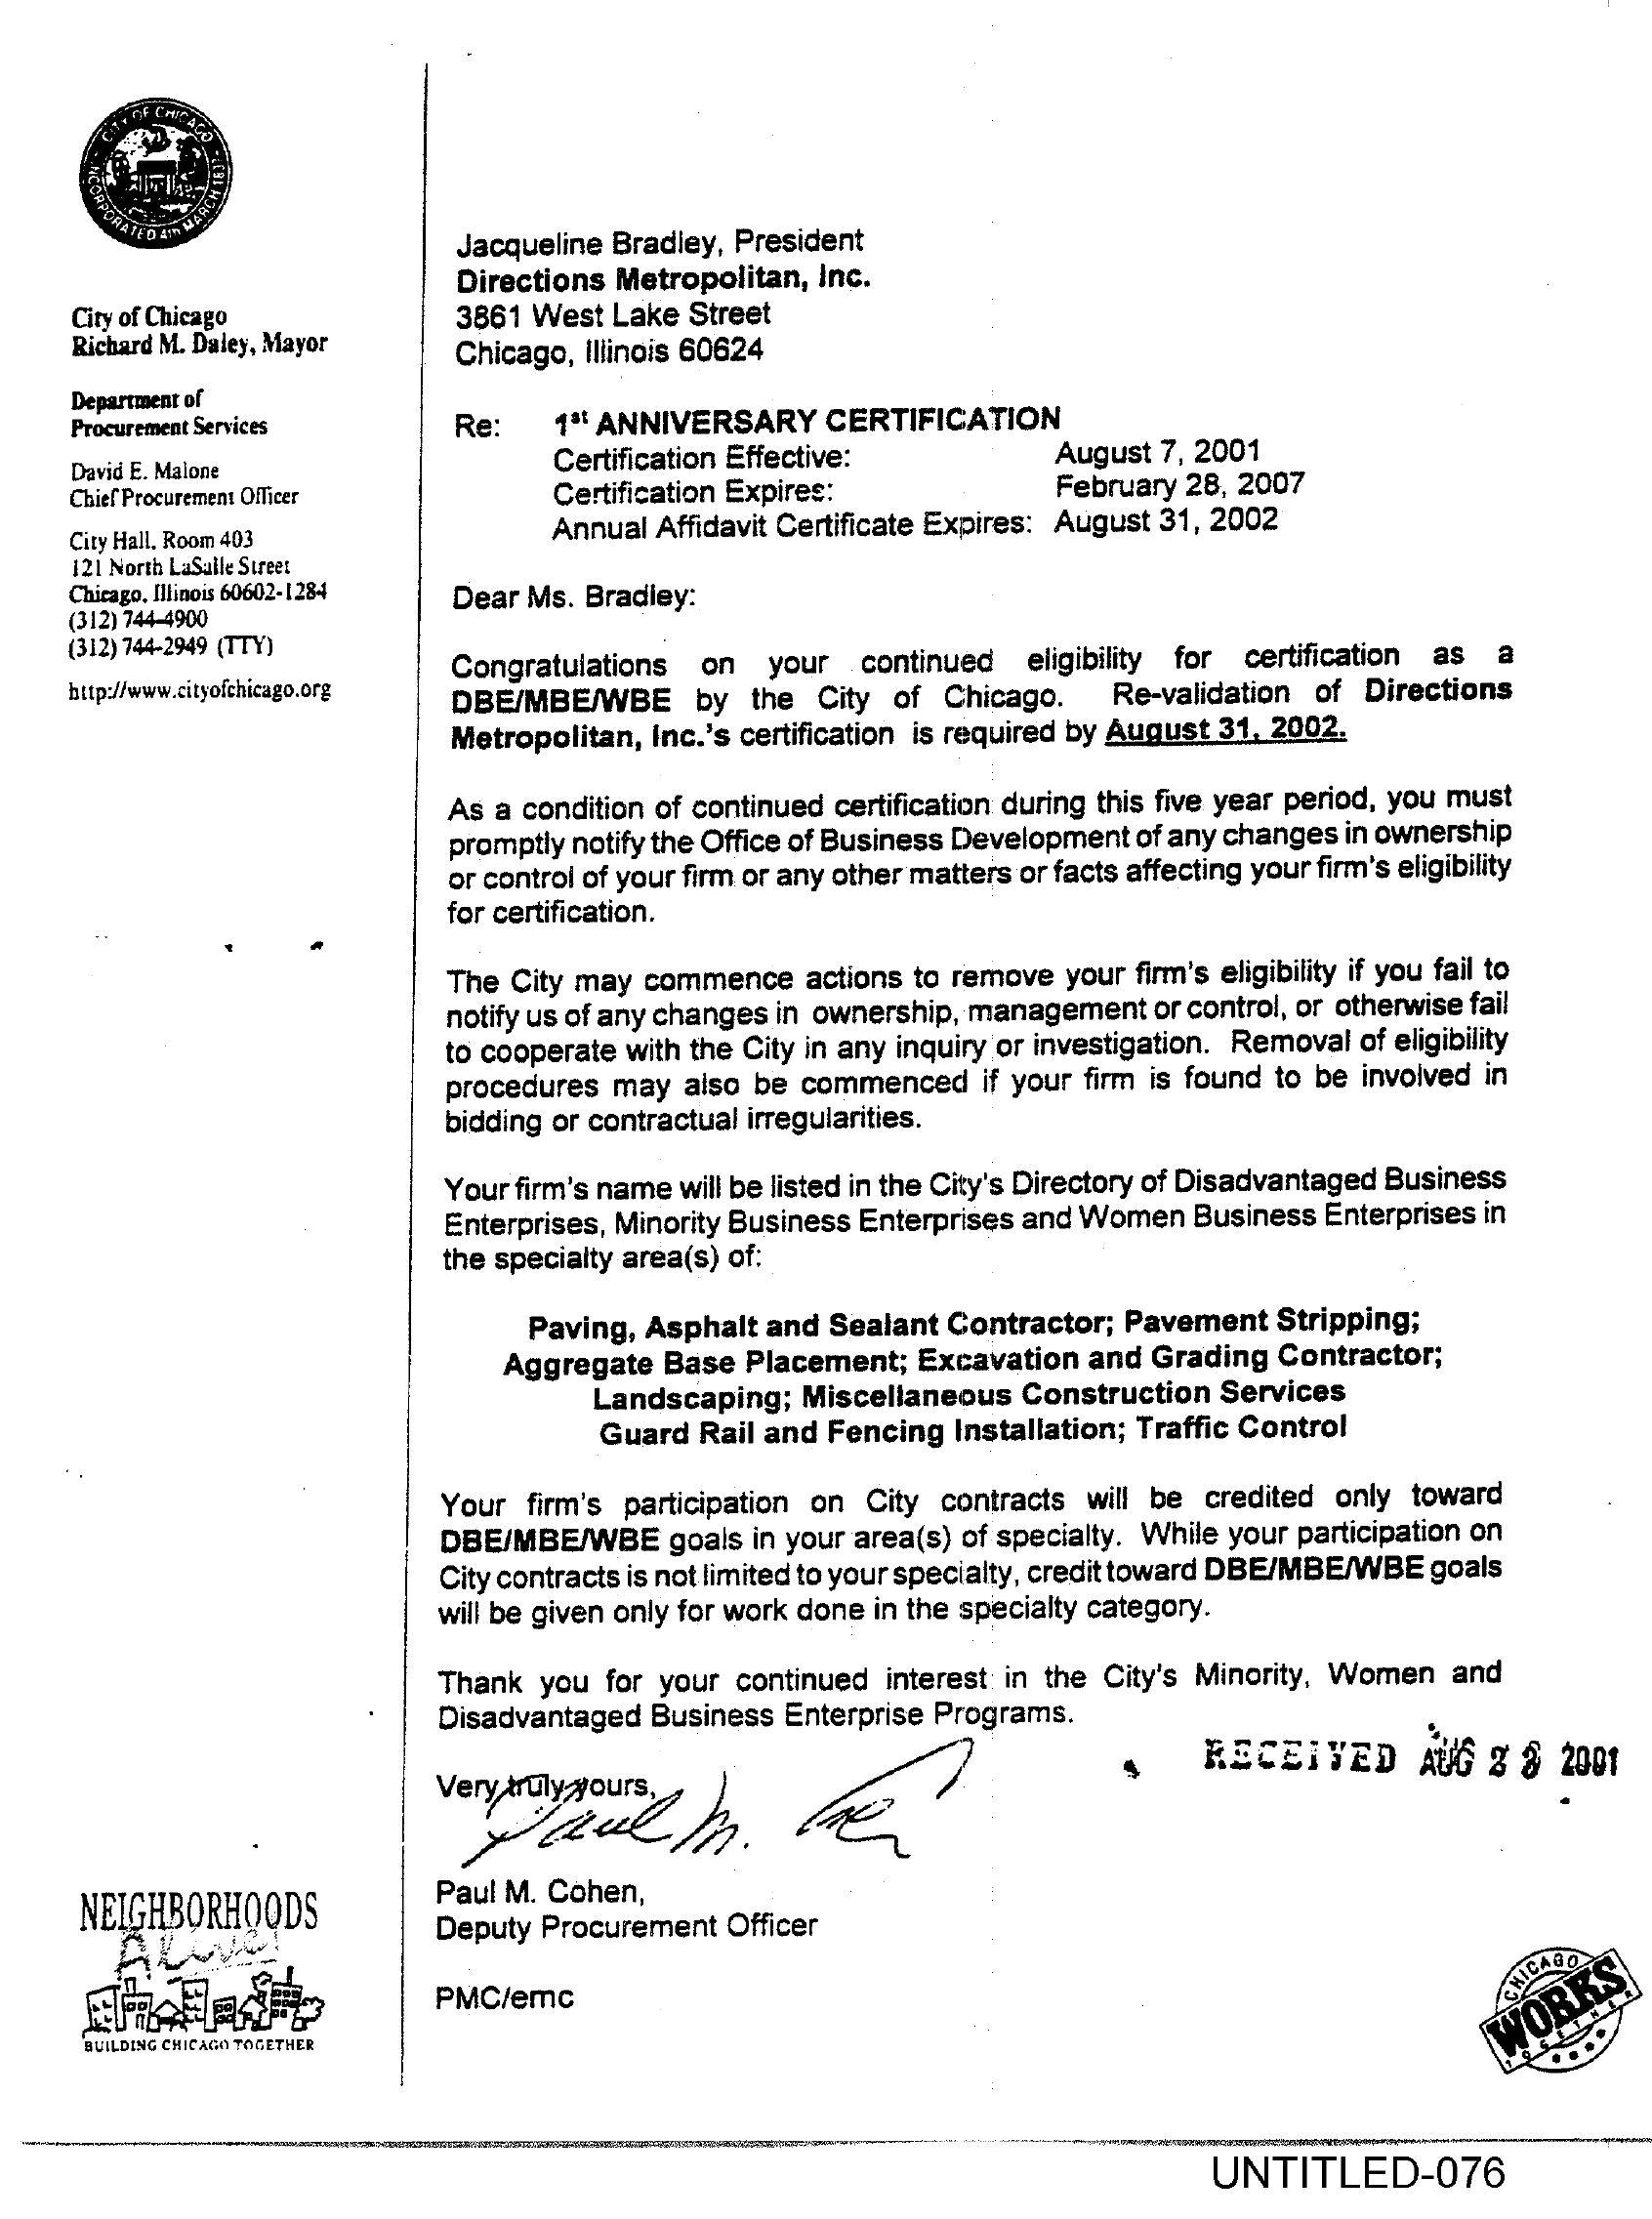 CITY OF CHICAGO
INCORPORATED 4th MARCH 1837
City of Chicago
Richard M. Daley, Mayor
Department of
Procurement Services
David E. Malone
Chief Procurement Officer
City Hall, Room 403
121 North LaSalle Street
Chicago, Illinois 60602-1284
(312) 744-4900
(312) 744-2949 (TTY)
http://www.cityofchicago.org
Jacqueline Bradley, President
Directions Metropolitan, Inc.
3861 West Lake Street
Chicago, Illinois 60624
Re: 1st ANNIVERSARY CERTIFICATION
Certification Effective: August 7, 2001
Certification Expires: February 28, 2007
Annual Affidavit Certificate Expires: August 31, 2002
Dear Ms. Bradley:
Congratulations on your continued eligibility for certification as a
DBE/MBE/WBE by the City of Chicago. Re-validation of Directions
Metropolitan, Inc.'s certification is required by August 31, 2002.
As a condition of continued certification during this five year period, you must
promptly notify the Office of Business Development of any changes in ownership
or control of your firm or any other matters or facts affecting your firm's eligibility
for certification.
The City may commence actions to remove your firm's eligibility if you fail to
notify us of any changes in ownership, management or control, or otherwise fail
to cooperate with the City in any inquiry or investigation. Removal of eligibility
procedures may also be commenced if your firm is found to be involved in
bidding or contractual irregularities.
Your firm's name will be listed in the City's Directory of Disadvantaged Business
Enterprises, Minority Business Enterprises and Women Business Enterprises in
the specialty area(s) of:
Paving, Asphalt and Sealant Contractor; Pavement Stripping;
Aggregate Base Placement; Excavation and Grading Contractor;
Landscaping; Miscellaneous Construction Services
Guard Rail and Fencing Installation; Traffic Control
Your firm's participation on City contracts will be credited only toward
DBE/MBE/WBE goals in your area(s) of specialty. While your participation on
City contracts is not limited to your specialty, credit toward DBE/MBE/WBE goals
will be given only for work done in the specialty category.
Thank you for your continued interest in the City's Minority, Women and
Disadvantaged Business Enterprise Programs.
RECEIVED AUG 2001
Very truly yours,
Paul M.
Paul M. Cohen,
Deputy Procurement Officer
PMC/emc
NEIGHBORHOODS
Alive!
BUILDING CHICAGO TOGETHER
CHICAGO
WORKS
TOGETHER
UNTITLED-076